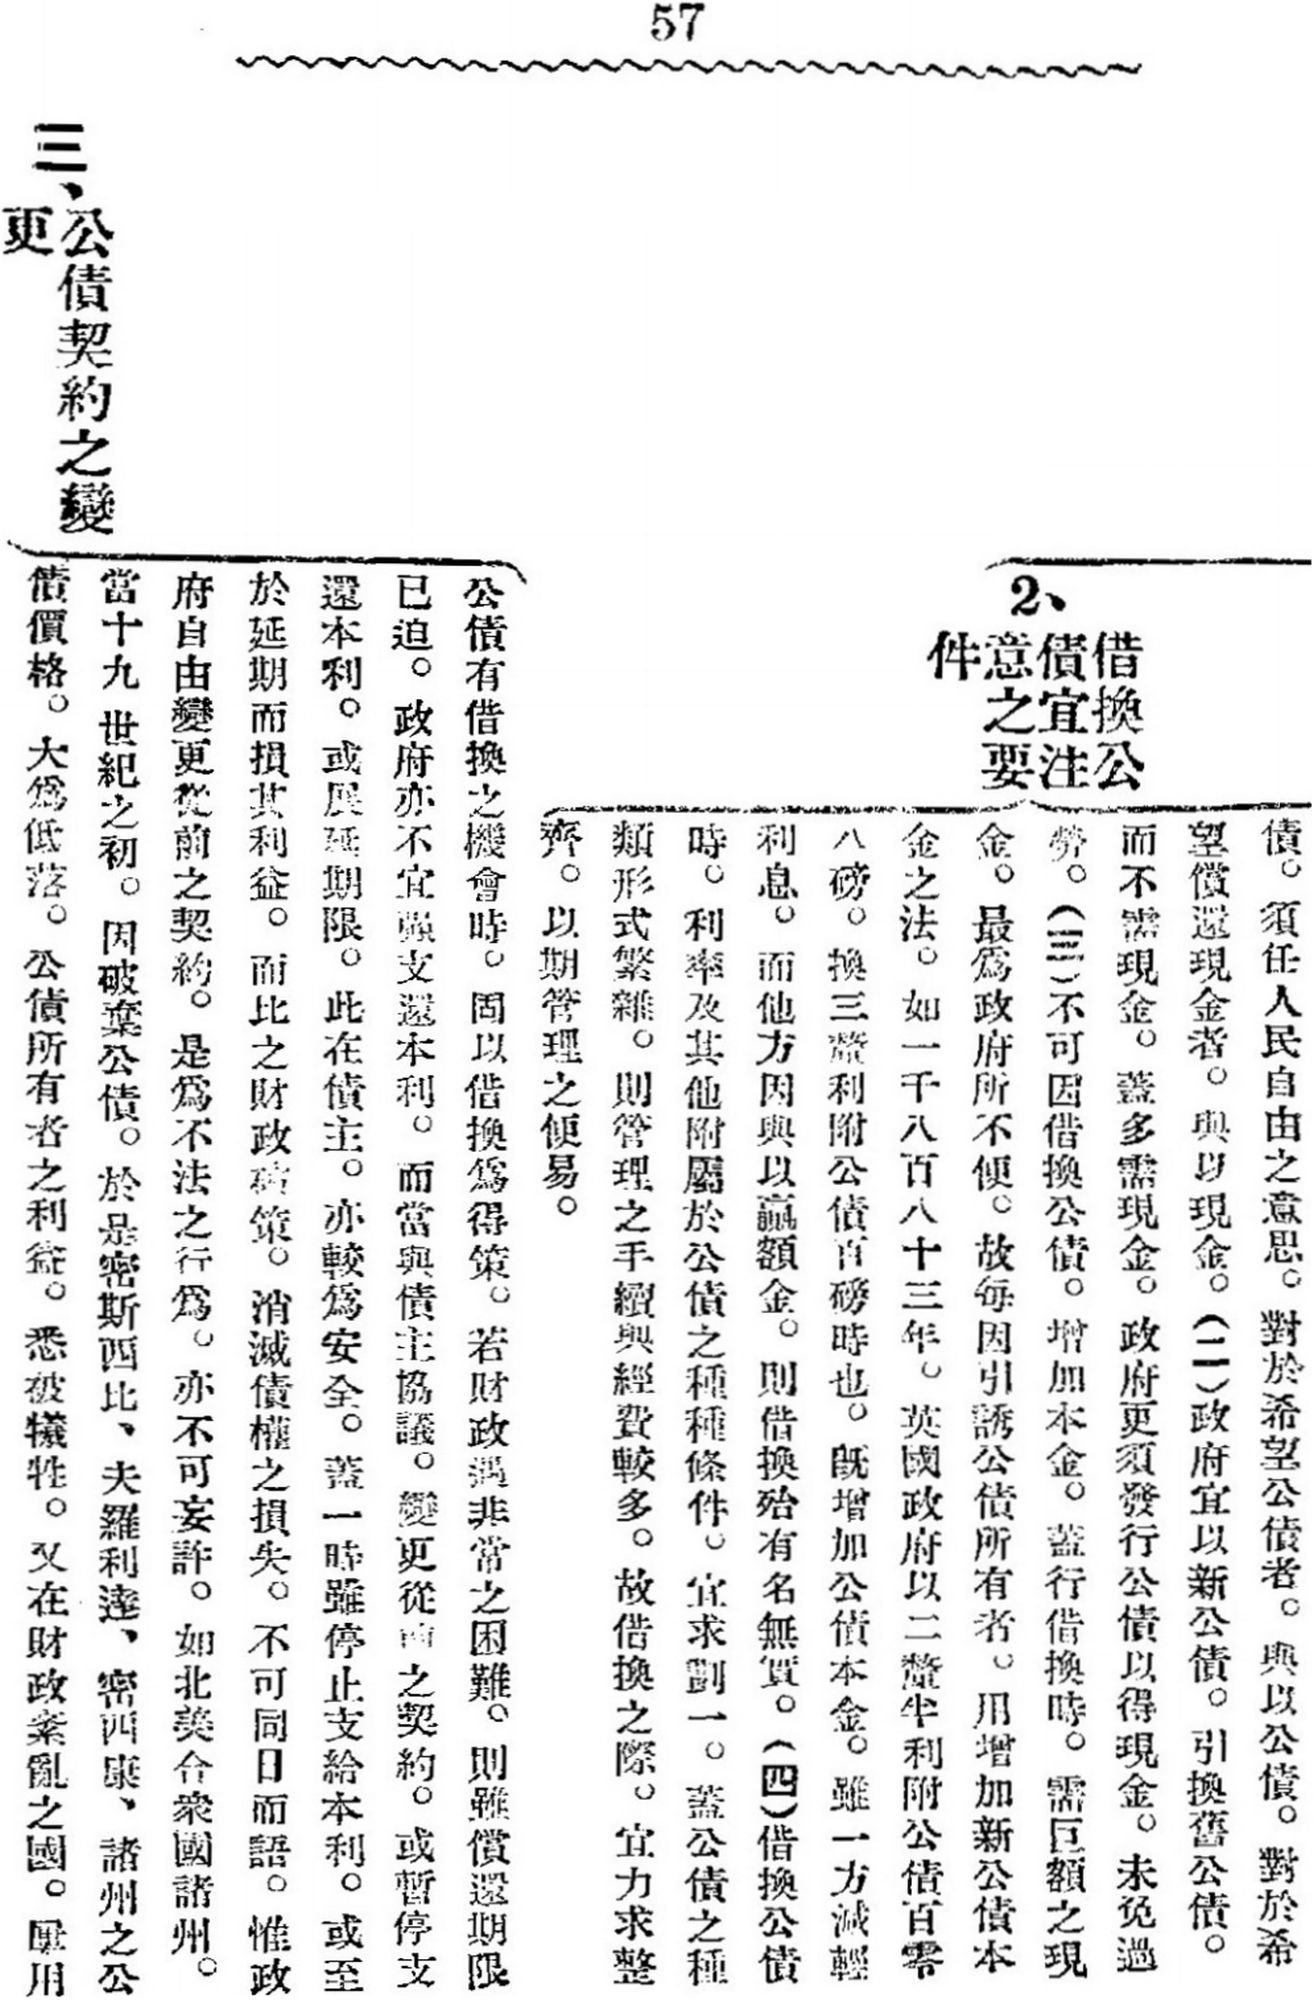 57
2、
借換公
債宜注
意之要
件
債。須任人民自由之意思。對於希望公債者。與以公債。對於希
望償還現金者。與以現金。(二)政府宜以新公債。引換舊公債。
而不需現金。蓋多需現金。政府更須發行公債以得現金。未免過
勞。(三)不可因借換公債。增加本金。蓋行借換時。需巨額之現
金。最爲政府所不便。故每因引誘公債所有者。用增加新公債本
金之法。如一千八百八十三年。英國政府以二釐半利附公債百零
八磅。換三釐利附公債百磅時也。既增加公債本金。雖一方減輕
利息。而他方因與以贏額金。則借換殆有名無實。(四)借換公債
時。利率及其他附屬於公債之種種條件。宜求劃一。蓋公債之種
類形式繁雜。則管理之手續與經費較多。故借換之際。宜力求整
齊。以期管理之便易。
三、公債契約之變
更
公債有借換之機會時。固以借換爲得策。若財政遇非常之困難。則雖償還期限
已迫。政府亦不宜强支還本利。而當與債主協議。變更從前之契約。或暫停支
還本利。或展延期限。此在債主。亦較爲安全。蓋一時雖停止支給本利。或至
於延期而損其利益。而比之財政破策。消滅債權之損失。不可同日而語。惟政
府自由變更從前之契約。是爲不法之行爲。亦不可妄許。如北美合衆國諸州。
當十九世紀之初。因破棄公債。於是密斯西比、夫羅利達、密西康、諸州之公
債價格。大爲低落。公債所有者之利益。悉被犧牲。又在財政紊亂之國。屢用